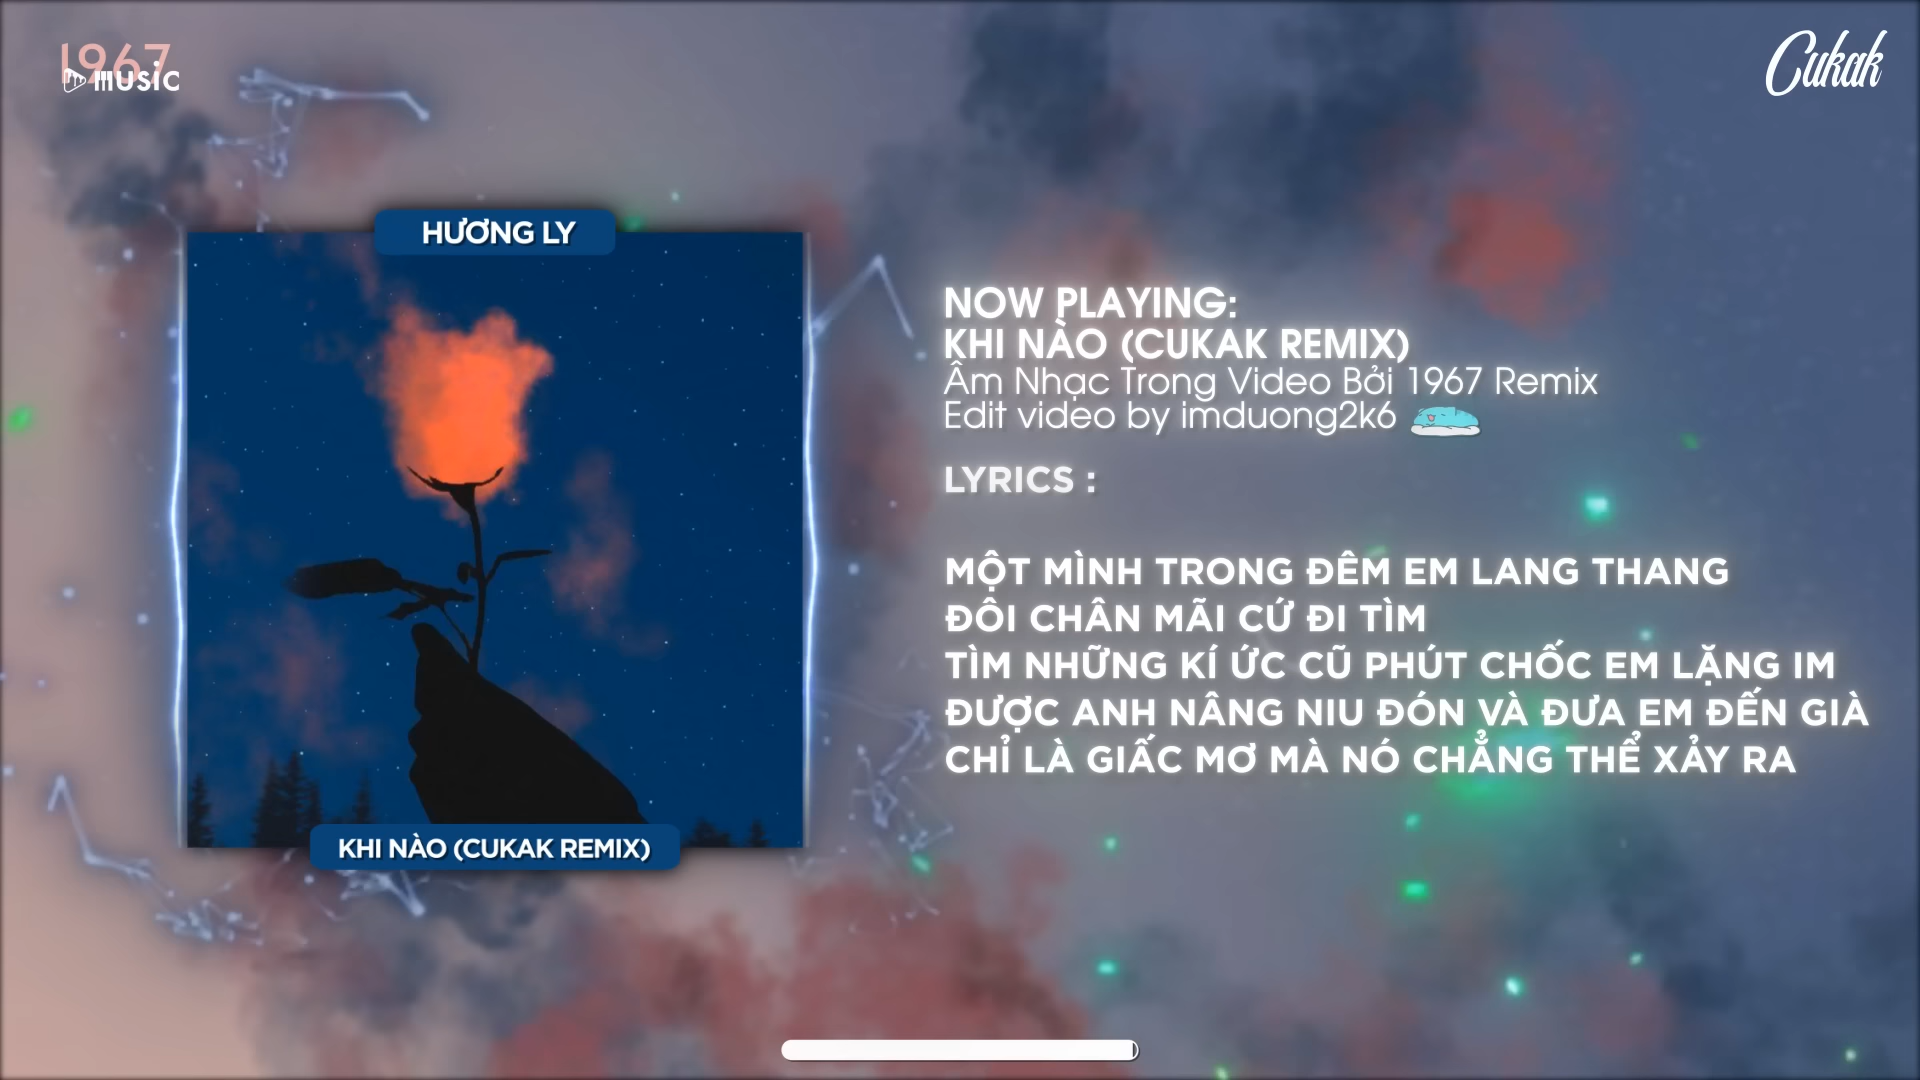 1967
MUSIC
Cukak
HƯƠNG LY
KHI NÀO (CUKAK REMIX)
NOW PLAYING:
KHI NÀO (CUKAK REMIX)
Âm Nhạc Trong Video Bởi 1967 Remix
Edit video by imduong2k6
LYRICS :
MỘT MÌNH TRONG ĐÊM EM LANG THANG
ĐÔI CHÂN MÃI CỨ ĐI TÌM
TÌM NHỮNG KÍ ỨC CŨ PHÚT CHỐC EM LẶNG IM
ĐƯỢC ANH NÂNG NIU ĐÓN VÀ ĐƯA EM ĐẾN GIÀ
CHỈ LÀ GIẤC MƠ MÀ NÓ CHẲNG THỂ XẢY RA